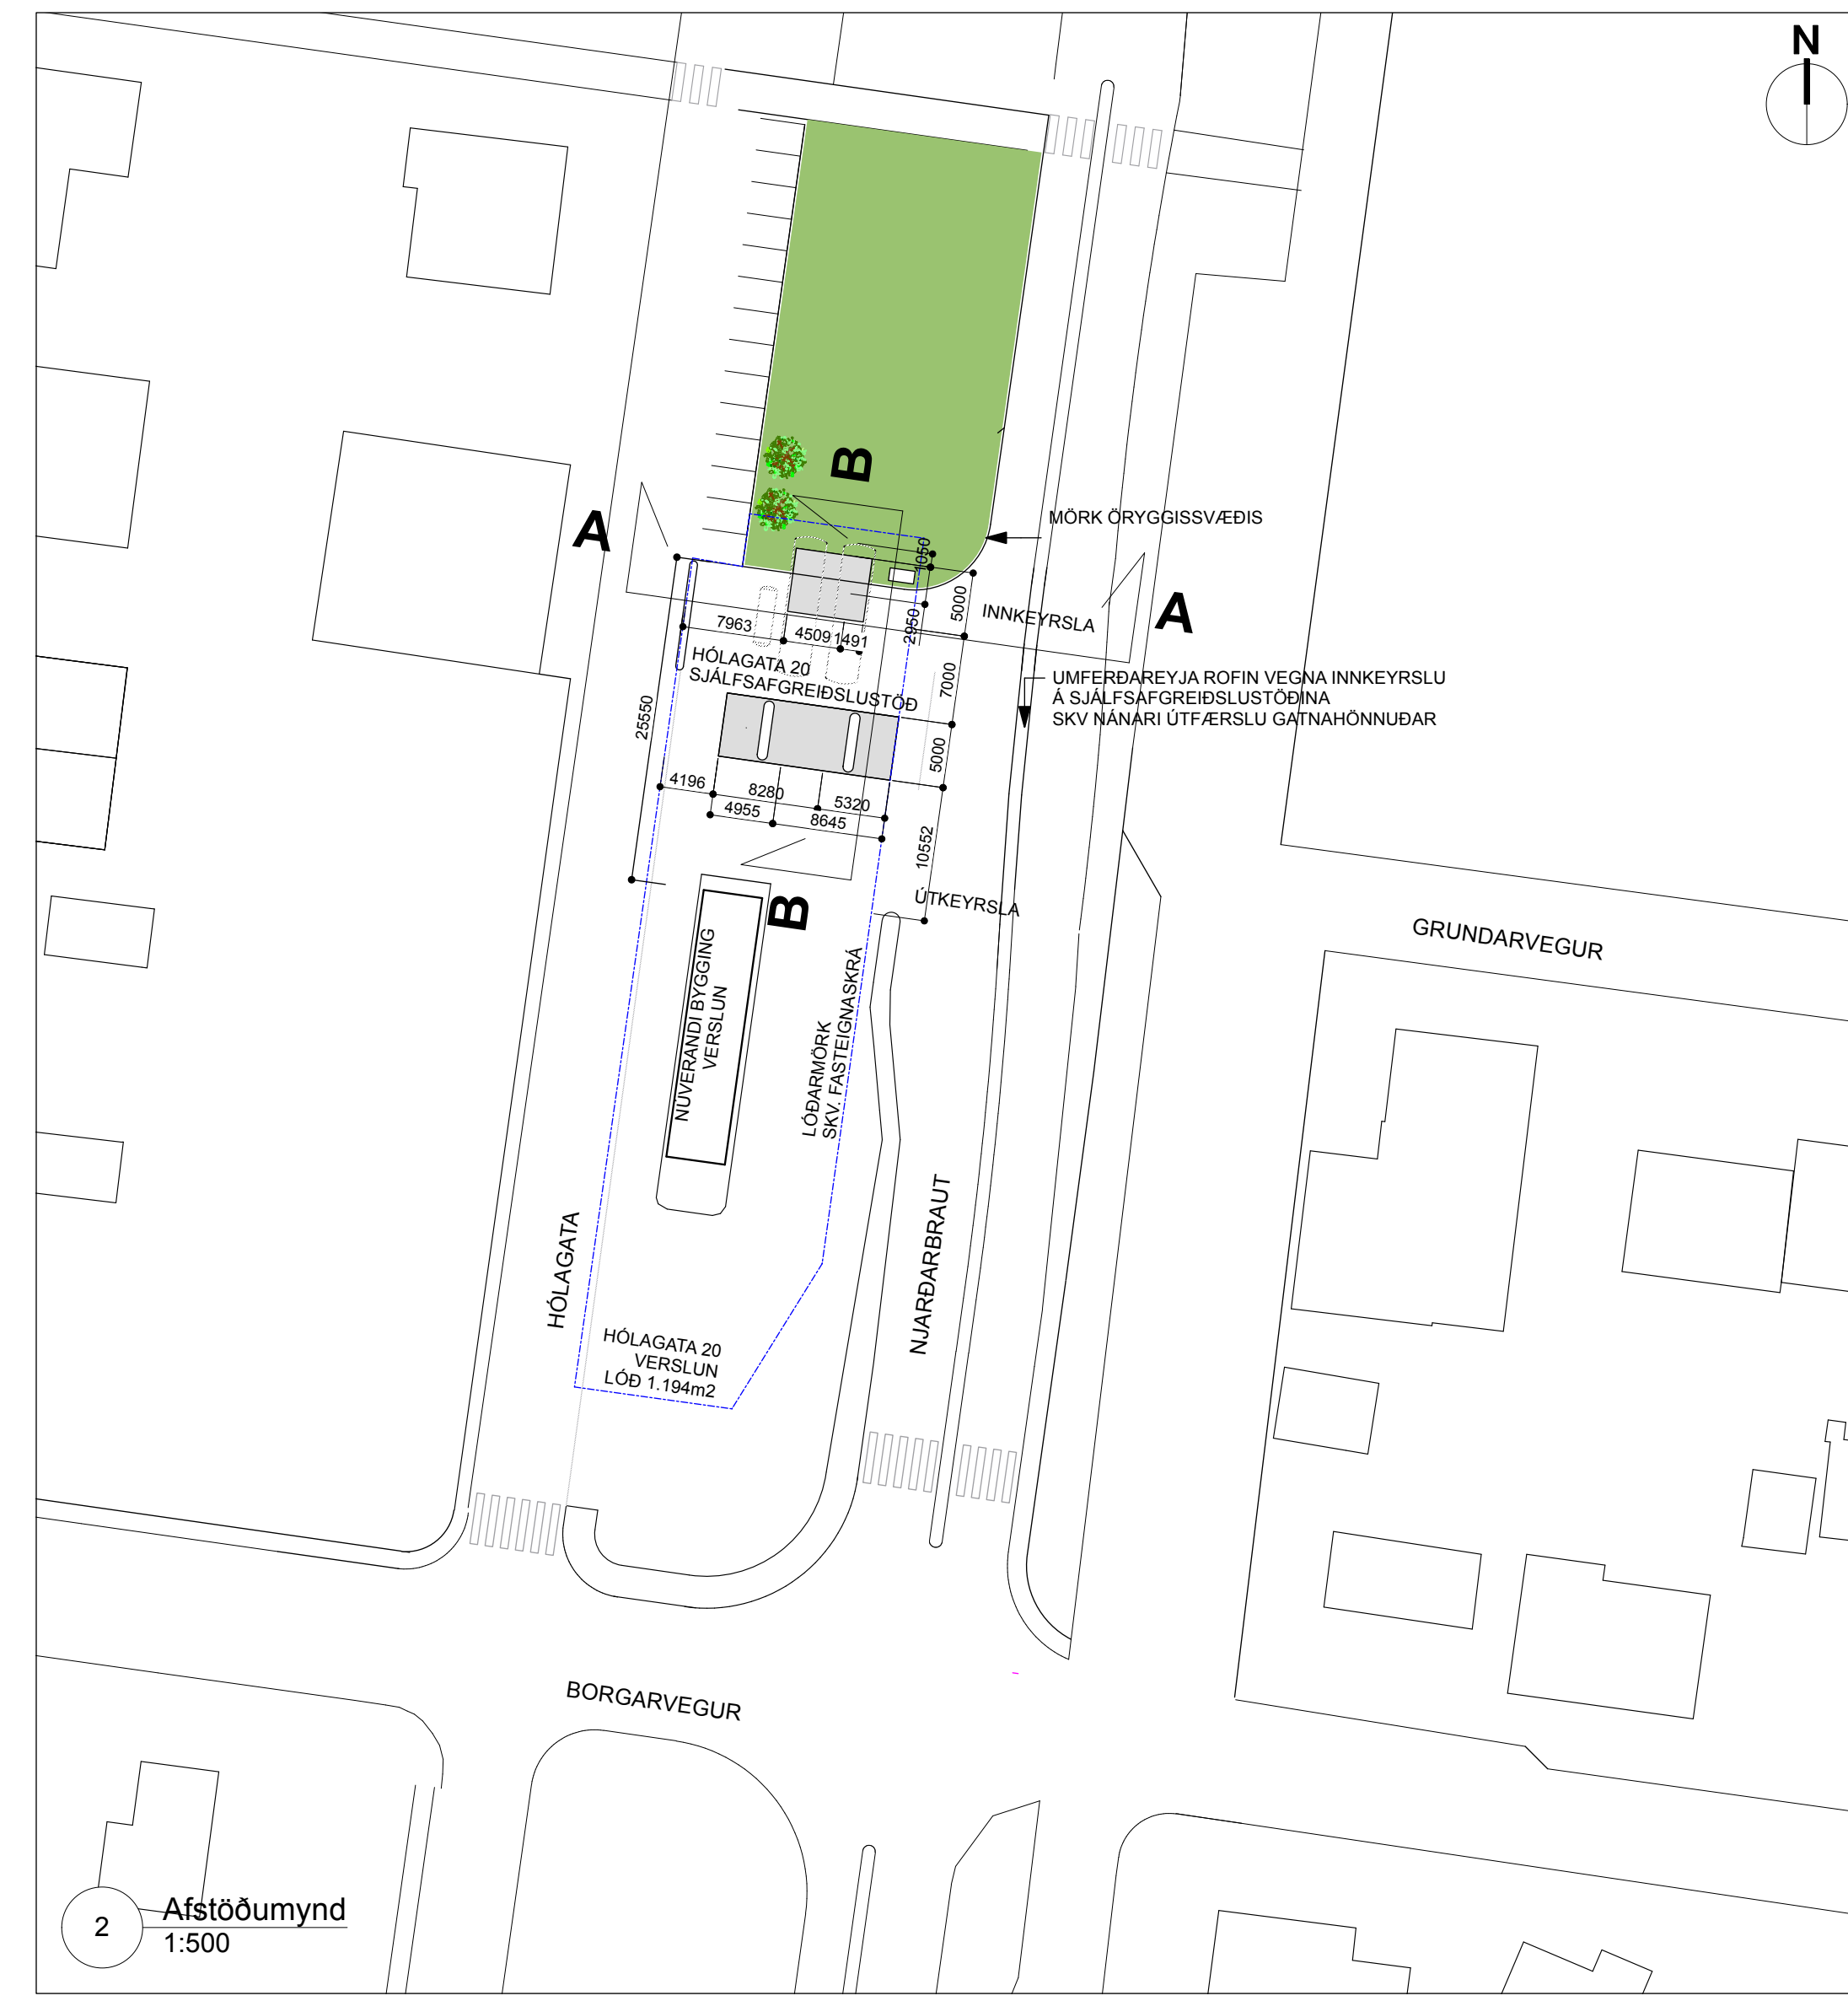 N
B
A
MÖRK ÖRYGGISSVÆÐIS
1050
5000
2950
INNKEYRSLA
A
7963
4509
1491
HÓLAGATA 20
SJÁLFSAFGREIÐSLUSTÖÐ
7000
UMFERÐAREYJA ROFIN VEGNA INNKEYRSLU
Á SJÁLFSAFGREIÐSLUSTÖÐINA
SKV NÁNARI ÚTFÆRSLU GATNAHÖNNUÐAR
25550
5000
4196
8280
5320
4955
8645
10552
ÚTKEYRSLA
B
GRUNDARVEGUR
NÚVERANDI BYGGING
VERSLUN
LÓÐARMÖRK
SKV. FASTEIGNASKRÁ
HÓLAGATA
NJARÐARBRAUT
HÓLAGATA 20
VERSLUN
LÓÐ 1.194m2
BORGARVEGUR
2
Afstöðumynd
1:500